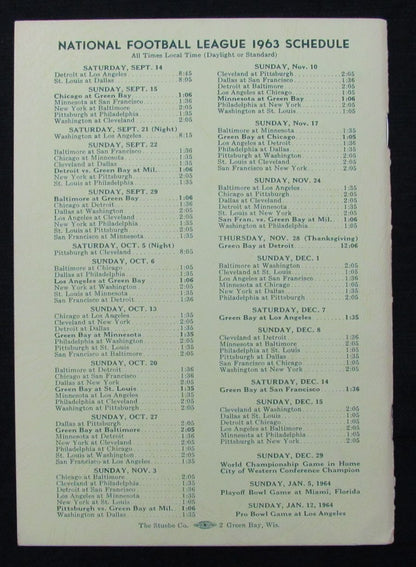 NATIONAL FOOTBALL LEAGUE 1963 SCHEDULE
All Times Local Time (Daylight or Standard)
SATURDAY, SEPT. 14
Detroit at Los Angeles 8:45
St. Louis at Dallas 8:05
SUNDAY, SEPT. 15
Chicago at Green Bay 1:06
Minnesota at San Francisco 1:36
New York at Baltimore 2:05
Pittsburgh at Philadelphia 1:35
Washington at Cleveland 2:05
SATURDAY, SEPT. 21 (Night)
Washington at Los Angeles 8:15
SUNDAY, SEPT. 22
Baltimore at San Francisco 1:36
Chicago at Minnesota 1:35
Cleveland at Dallas 1:35
Detroit vs. Green Bay at Mil. 1:06
New York at Pittsburgh 2:05
St. Louis at Philadelphia 1:35
SUNDAY, SEPT. 29
Baltimore at Green Bay 1:06
Chicago at Detroit 1:36
Dallas at Washington 2:05
Los Angeles at Cleveland 2:05
New York at Philadelphia 1:35
St. Louis at Pittsburgh 2:05
San Francisco at Minnesota 1:35
SATURDAY, OCT. 5 (Night)
Pittsburgh at Cleveland 8:05
SUNDAY, OCT. 6
Baltimore at Chicago 1:05
Dallas at Philadelphia 1:35
Los Angeles at Green Bay 1:06
New York at Washington 2:05
St. Louis at Minnesota 1:35
San Francisco at Detroit 1:36
SUNDAY, OCT. 13
Chicago at Los Angeles 1:35
Cleveland at New York 2:05
Detroit at Dallas 1:35
Green Bay at Minnesota 1:35
Philadelphia at Washington 2:05
Pittsburgh at St. Louis 1:35
San Francisco at Baltimore 2:05
SUNDAY, OCT. 20
Baltimore at Detroit 1:36
Chicago at San Francisco 1:36
Dallas at New York 2:05
Green Bay at St. Louis 1:35
Minnesota at Los Angeles 1:35
Philadelphia at Cleveland 2:05
Washington at Pittsburgh 2:05
SUNDAY, OCT. 27
Dallas at Pittsburgh 2:05
Green Bay at Baltimore 2:05
Minnesota at Detroit 1:36
New York at Cleveland 2:05
Philadelphia at Chicago 1:05
St. Louis at Washington 2:05
San Francisco at Los Angeles 1:35
SUNDAY, NOV. 3
Chicago at Baltimore 2:05
Cleveland at Philadelphia 1:35
Detroit at San Francisco 1:36
Los Angeles at Minnesota 1:35
New York at St. Louis 1:35
Pittsburgh vs. Green Bay at Mil. 1:06
Washington at Dallas 1:35
SUNDAY, Nov. 10
Cleveland at Pittsburgh 2:05
Dallas at San Francisco 1:36
Detroit at Baltimore 2:05
Los Angeles at Chicago 1:05
Minnesota at Green Bay 1:06
Philadelphia at New York 2:05
Washington at St. Louis
SUNDAY, Nov. 17
Baltimore at Minnesota 1:35
Green Bay at Chicago 1:05
Los Angeles at Detroit 1:36
Philadelphia at Dallas 1:35
Pittsburgh at Washington 2:05
St. Louis at Cleveland 2:05
San Francisco at New York 2:05
SUNDAY, NOV. 24
Baltimore at Los Angeles 1:35
Chicago at Pittsburgh 2:05
Dallas at Cleveland 2:05
Detroit at Minnesota 1:35
St. Louis at New York 2:05
San Fran. vs. Green Bay at Mil. 1:06
Washington at Philadelphia 1:35
THURSDAY, NOV. 28 (Thanksgiving)
Green Bay at Detroit 12:06
SUNDAY, DEC. 1
Baltimore at Washington 2:05
Cleveland at St. Louis 1:05
Los Angeles at San Francisco 1:36
Minnesota at Chicago 1:05
New York at Dallas 1:35
Philadelphia at Pittsburgh 2:05
SATURDAY, DEC. 7
Green Bay at Los Angeles 1:35
SUNDAY, DEC. 8
Cleveland at Detroit 1:36
Minnesota at Baltimore 2:05
Philadelphia at St. Louis 1:05
Pittsburgh at Dallas 1:35
San Francisco at Chicago 1:05
Washington at New York 2:05
SATURDAY, DEC. 14
Green Bay at San Francisco 1:36
SUNDAY, DEC. 15
Cleveland at Washington 2:05
Dallas at St. Louis 1:05
Detroit at Chicago 1:05
Los Angeles at Baltimore 2:05
Minnesota at Philadelphia 1:35
Pittsburgh at New York 2:05
SUNDAY, DEC. 29
World Championship Game in Home
City of Western Conference Champion
SUNDAY, JAN. 5, 1964
Playoff Bowl Game at Miami, Florida
SUNDAY, JAN. 12, 1964
Pro Bowl Game at Los Angeles
The Stuebe Co. 2 Green Bay, Wis.